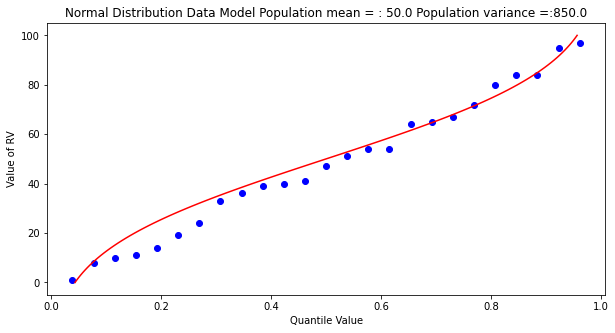 Normal Distribution Data Model Population mean = : 50.0 Population variance =:850.0
100
80
60
40
20
0
Value of RV
0.0 0.2 0.4 0.6 0.8 1.0
Quantile Value